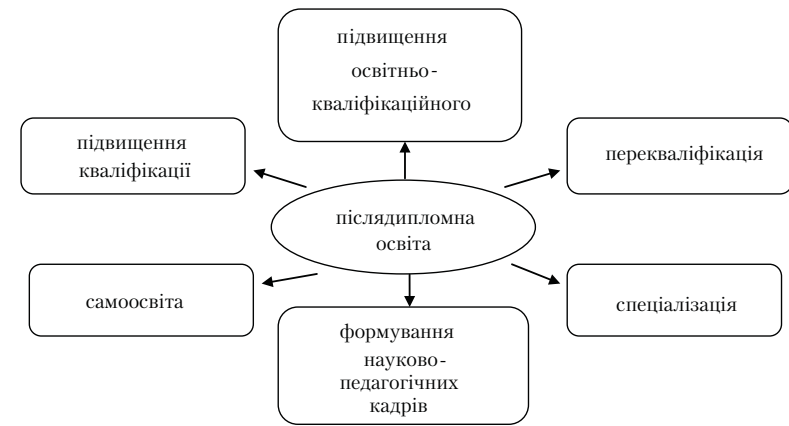 підвищення
освітньо-
кваліфікаційного
підвищення
кваліфікації
перекваліфікація
післядипломна
освіта
самоосвіта
спеціалізація
формування
науково-
педагогічних
кадрів